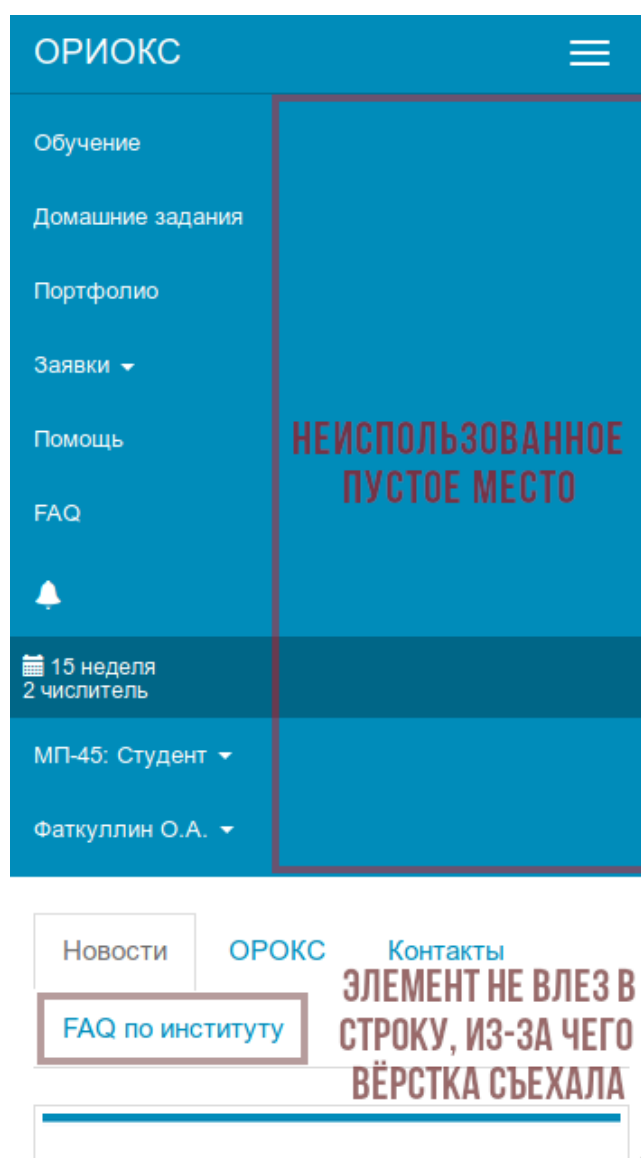 ОРИОКС
Обучение
Домашние задания
Портфолио
Заявки
Помощь
FAQ
НЕИСПОЛЬЗОВАННОЕ
ПУСТОЕ МЕСТО
15 неделя
2 числитель
МП-45: Студент
Фаткуллин О.А.
Новости ОРОКС Контакты
FAQ по институту
ЭЛЕМЕНТ НЕ ВЛЕЗ В
СТРОКУ, ИЗ-ЗА ЧЕГО
ВЁРСТКА СЪЕХАЛА